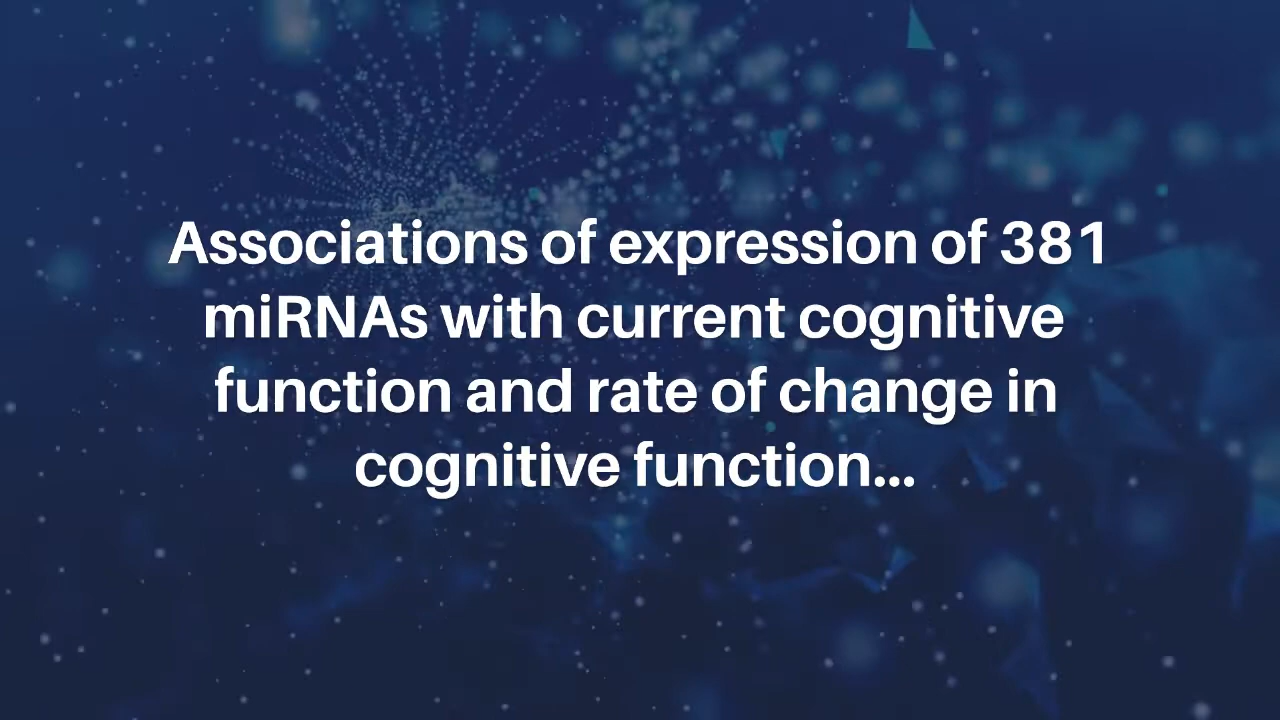 Associations of expression of 381
miRNAs with current cognitive
function and rate of change in
cognitive function...